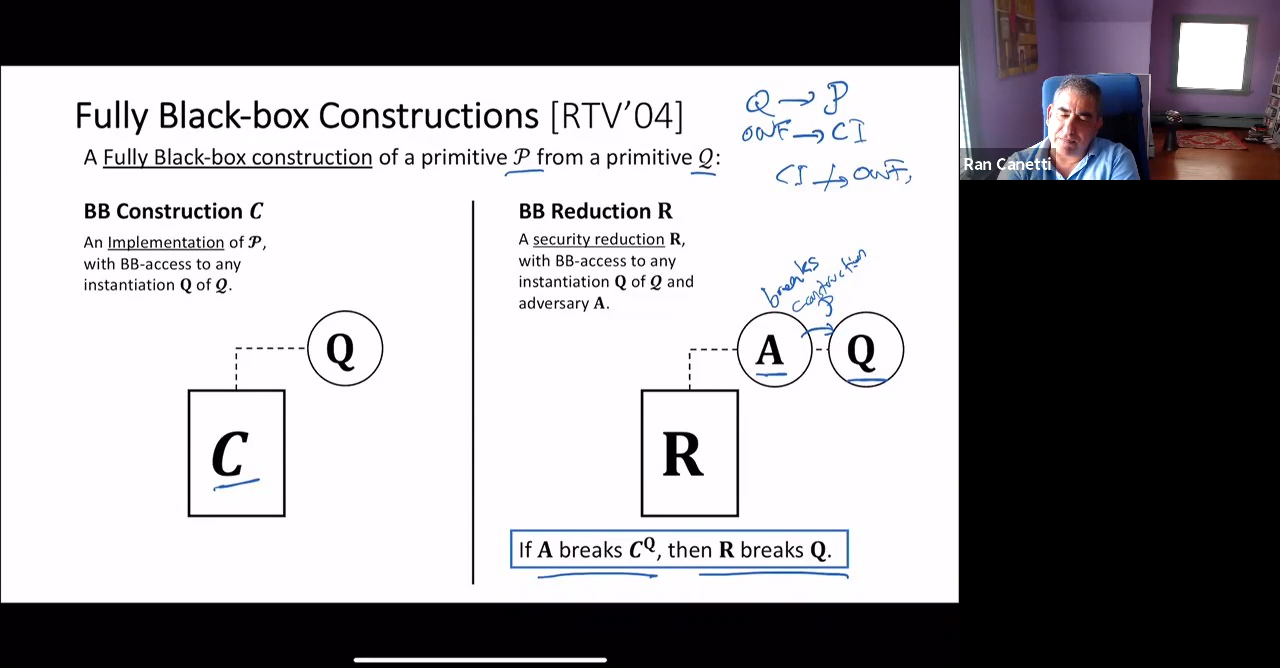 Fully Black-box Constructions [RTV'04]
A Fully Black-box construction of a primitive 𝒫 from a primitive 𝒬:
Q → P
OWF → CI
CI ↛ OWF,
BB Construction C
An Implementation of 𝒫,
with BB-access to any
instantiation Q of 𝒬.
Q
C
BB Reduction R
A security reduction R,
with BB-access to any
instantiation Q of 𝒬 and
adversary A.
breaks
construction
P
A
Q
R
If A breaks C^Q, then R breaks Q.
Ran Canetti